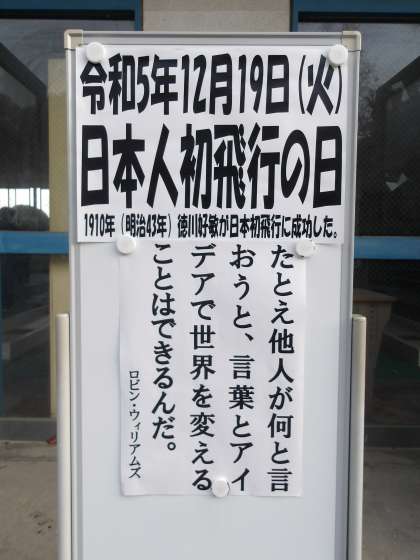 令和5年12月19日(火)
日本人初飛行の日
1910年(明治43年)徳川好敏が日本初飛行に成功した。
たとえ他人が何と言
おうと、言葉とアイ
デアで世界を変える
ことはできるんだ。
ロビン・ウィリアムズ